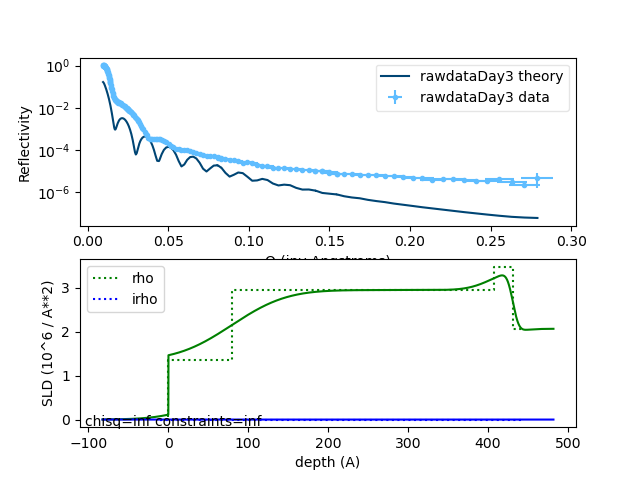 10^0
10^-2
10^-4
10^-6
Reflectivity
rawdataDay3 theory
rawdataDay3 data
0.00 0.05 0.10 0.15 0.20 0.25 0.30
Q (inv Angstroms)
SLD (10^6 / A**2)
3
2
1
0
rho
irho
chisq=inf constraints=inf
−100 0 100 200 300 400 500
depth (A)